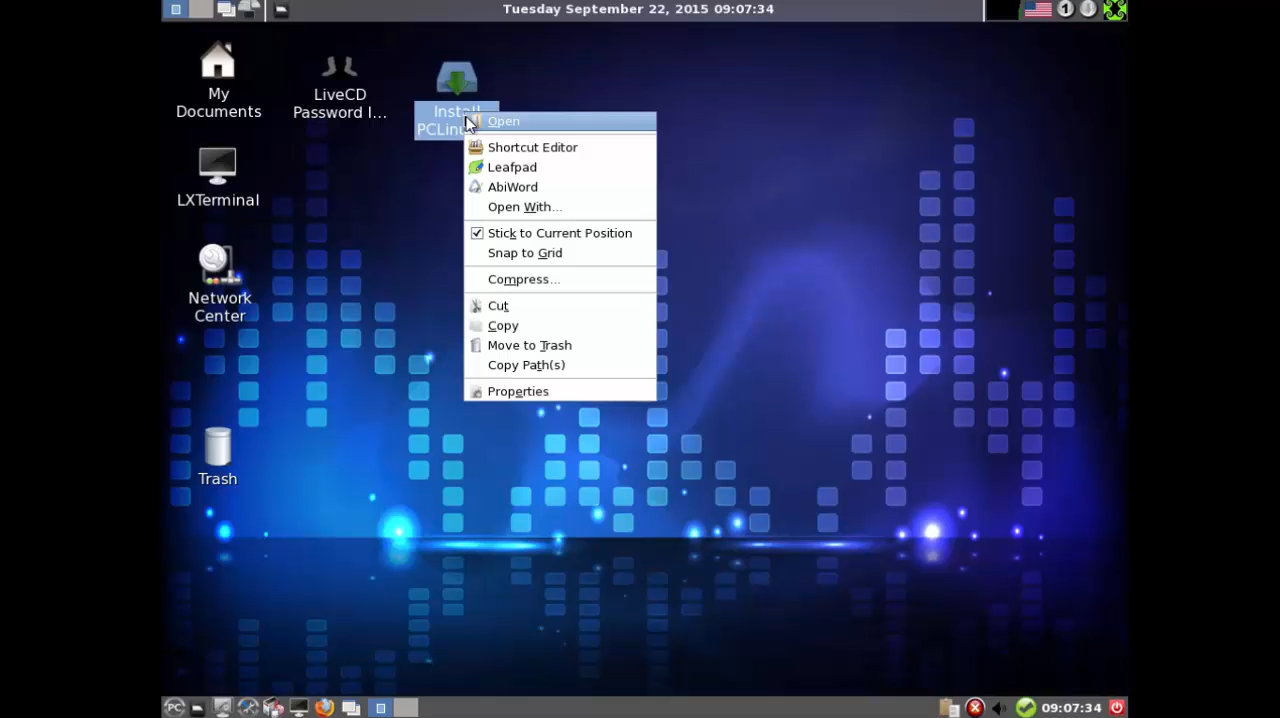 Tuesday September 22, 2015 09:07:34
1
My
Documents
LiveCD
Password I...
Install
LXTerminal
Network
Center
Trash
Open
Shortcut Editor
Leafpad
AbiWord
Open With...
Stick to Current Position
Snap to Grid
Compress...
Cut
Copy
Move to Trash
Copy Path(s)
Properties
PC
09:07:34